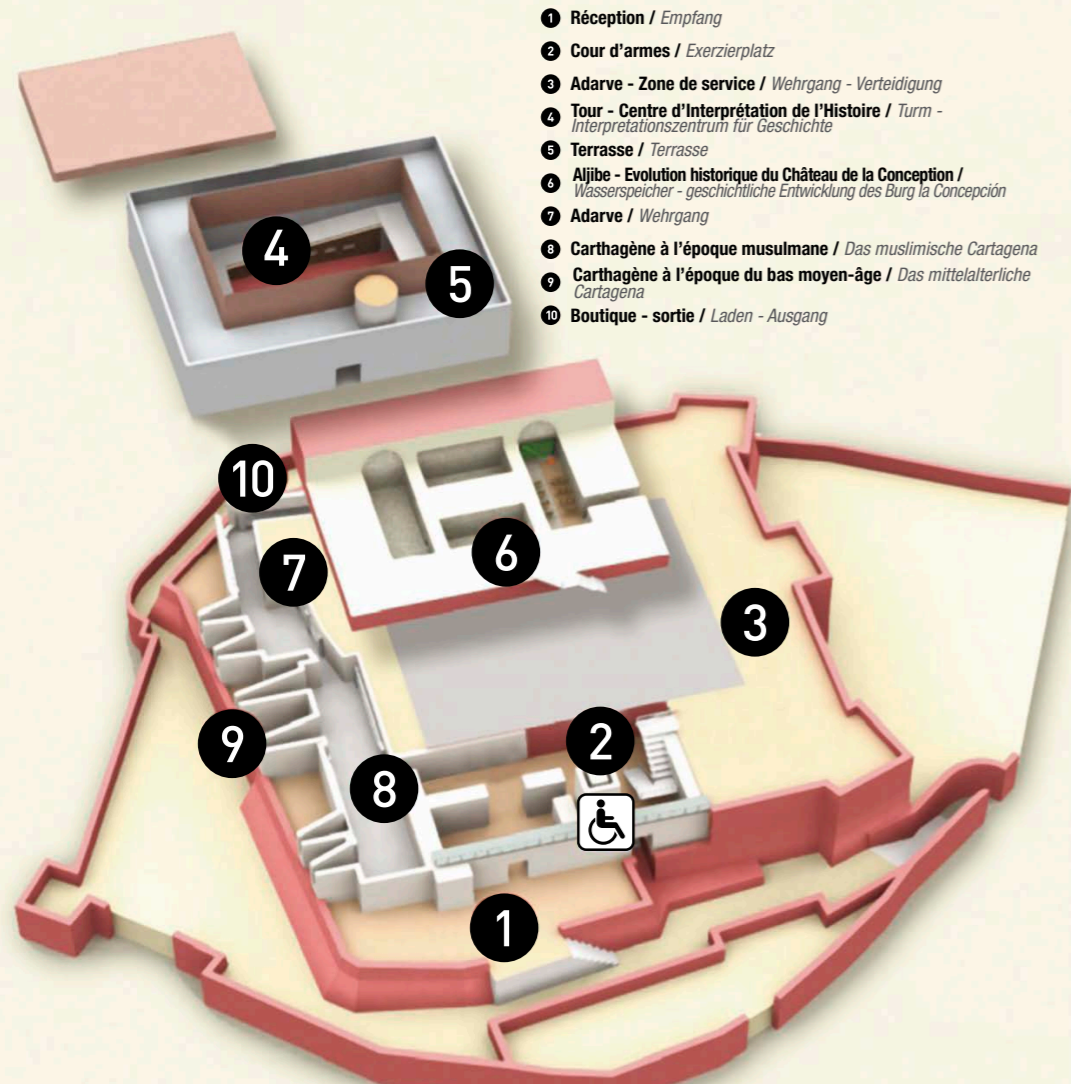 1 Réception / Empfang
2 Cour d'armes / Exerzierplatz
3 Adarve - Zone de service / Wehrgang - Verteidigung
4 Tour - Centre d'Interprétation de l'Histoire / Turm -
Interpretationszentrum für Geschichte
5 Terrasse / Terrasse
6 Aljibe - Evolution historique du Château de la Conception /
Wasserspeicher - geschichtliche Entwicklung des Burg la Concepción
7 Adarve / Wehrgang
8 Carthagène à l'époque musulmane / Das muslimische Cartagena
9 Carthagène à l'époque du bas moyen-âge / Das mittelalterliche
Cartagena
10 Boutique - sortie / Laden - Ausgang
4
5
10
6
7
3
2
9
8
1